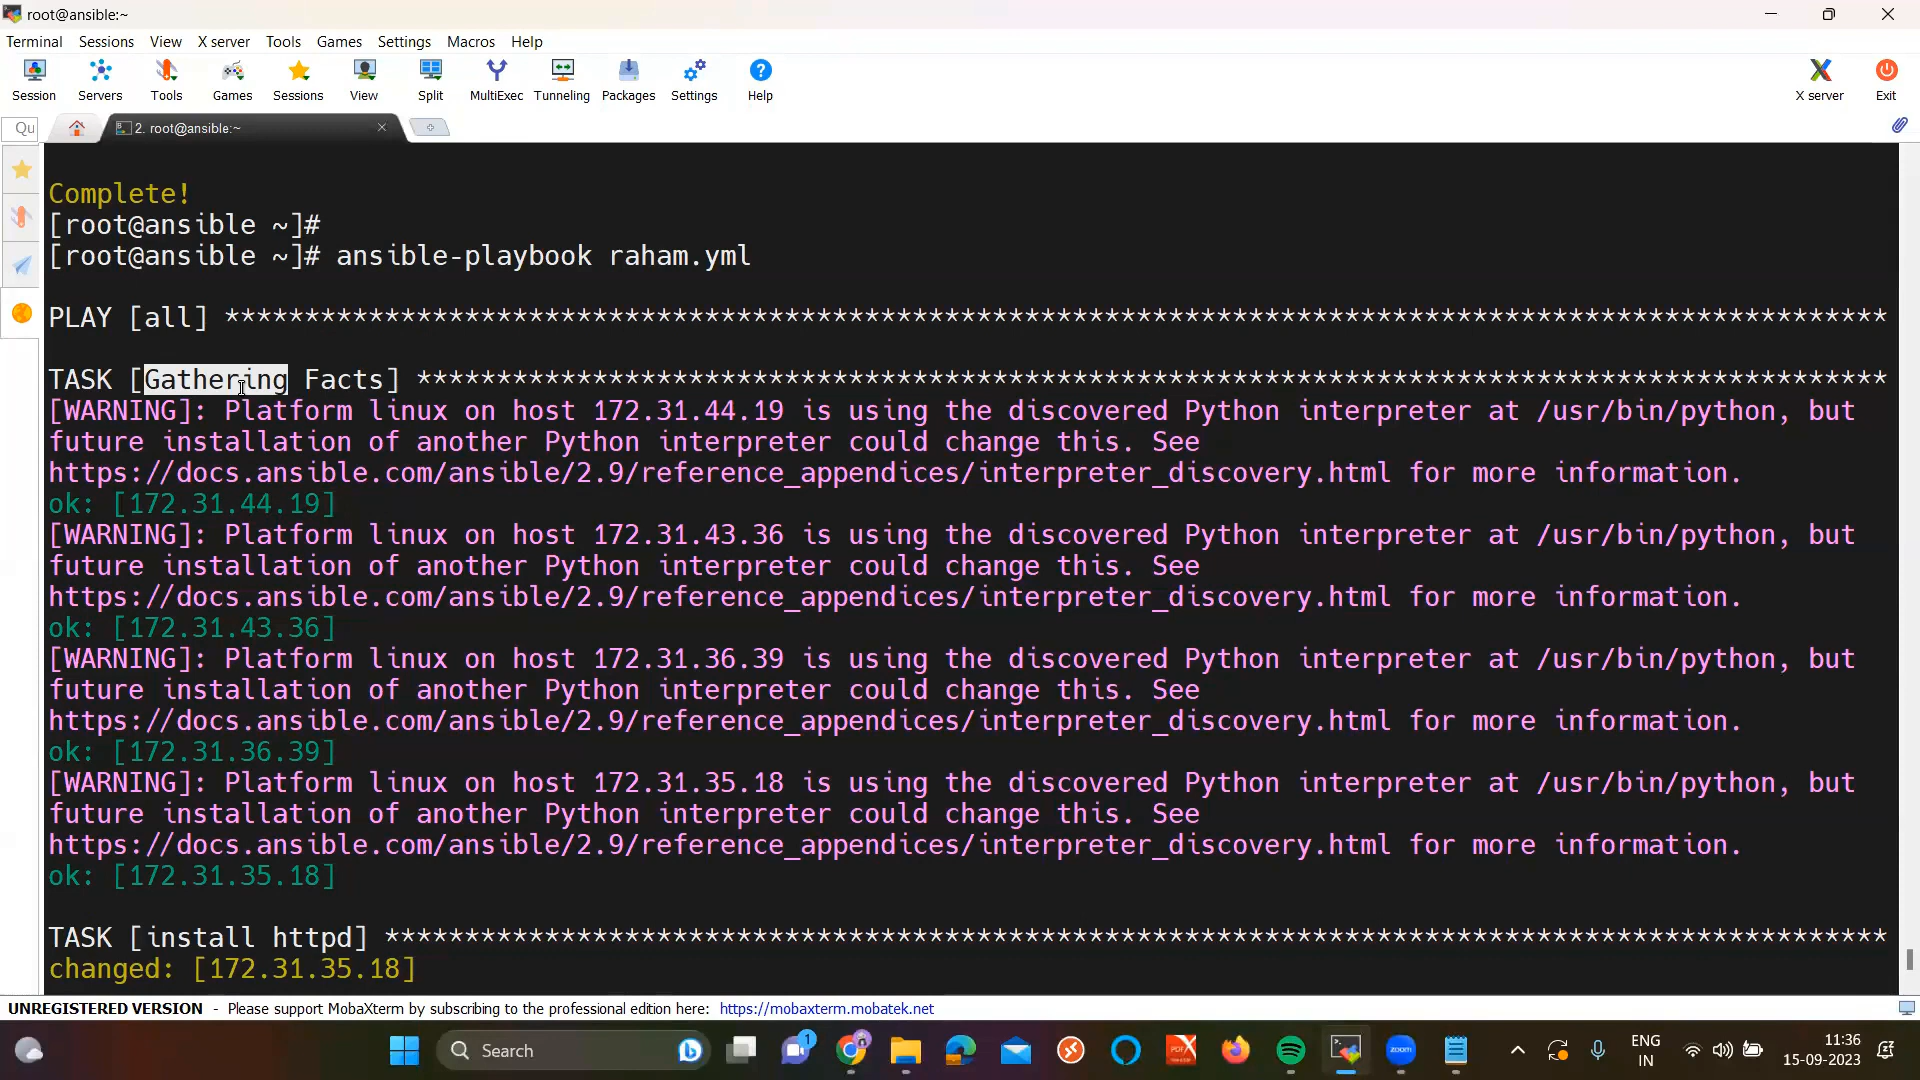 root@ansible:~
Terminal Sessions View X server Tools Games Settings Macros Help
Session Servers Tools Games Sessions View Split MultiExec Tunneling Packages Settings Help X server Exit
Qu
2. root@ansible:~
Complete!
[root@ansible ~]#
[root@ansible ~]# ansible-playbook raham.yml
PLAY [all] ********************************************************************************************************
TASK [Gathering Facts] ********************************************************************************************
[WARNING]: Platform linux on host 172.31.44.19 is using the discovered Python interpreter at /usr/bin/python, but
future installation of another Python interpreter could change this. See
https://docs.ansible.com/ansible/2.9/reference_appendices/interpreter_discovery.html for more information.
ok: [172.31.44.19]
[WARNING]: Platform linux on host 172.31.43.36 is using the discovered Python interpreter at /usr/bin/python, but
future installation of another Python interpreter could change this. See
https://docs.ansible.com/ansible/2.9/reference_appendices/interpreter_discovery.html for more information.
ok: [172.31.43.36]
[WARNING]: Platform linux on host 172.31.36.39 is using the discovered Python interpreter at /usr/bin/python, but
future installation of another Python interpreter could change this. See
https://docs.ansible.com/ansible/2.9/reference_appendices/interpreter_discovery.html for more information.
ok: [172.31.36.39]
[WARNING]: Platform linux on host 172.31.35.18 is using the discovered Python interpreter at /usr/bin/python, but
future installation of another Python interpreter could change this. See
https://docs.ansible.com/ansible/2.9/reference_appendices/interpreter_discovery.html for more information.
ok: [172.31.35.18]
TASK [install httpd] **********************************************************************************************
changed: [172.31.35.18]
UNREGISTERED VERSION - Please support MobaXterm by subscribing to the professional edition here: https://mobaxterm.mobatek.net
Search
1
zoom
ENG
IN
11:36
15-09-2023